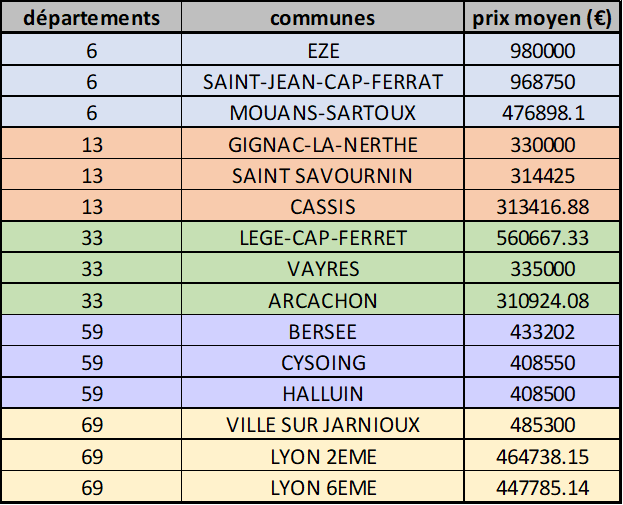 départements communes prix moyen (€)
6 EZE 980000
6 SAINT-JEAN-CAP-FERRAT 968750
6 MOUANS-SARTOUX 476898.1
13 GIGNAC-LA-NERTHE 330000
13 SAINT SAVOURNIN 314425
13 CASSIS 313416.88
33 LEGE-CAP-FERRET 560667.33
33 VAYRES 335000
33 ARCACHON 310924.08
59 BERSEE 433202
59 CYSOING 408550
59 HALLUIN 408500
69 VILLE SUR JARNIOUX 485300
69 LYON 2EME 464738.15
69 LYON 6EME 447785.14